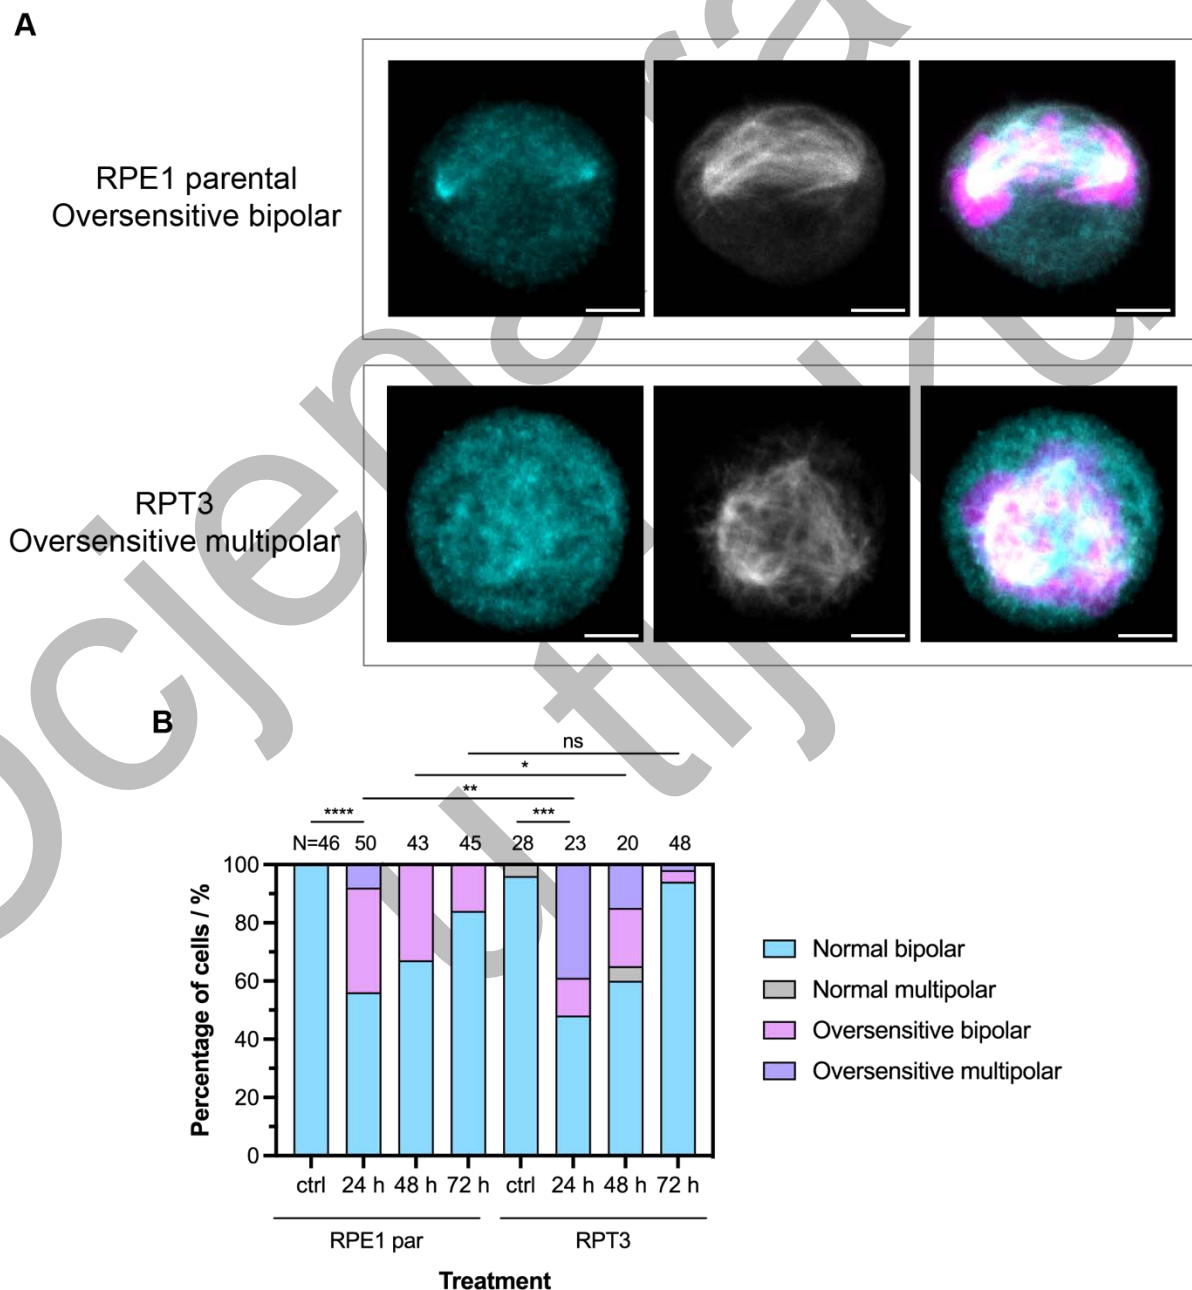 A
RPE1 parental
Oversensitive bipolar
RPT3
Oversensitive multipolar
B
ns
*
**
**** ***
N=46 50 43 45 28 23 20 48
100
80
60
40
20
0
Percentage of cells / %
ctrl 24 h 48 h 72 h ctrl 24 h 48 h 72 h
RPE1 par RPT3
Treatment
Normal bipolar
Normal multipolar
Oversensitive bipolar
Oversensitive multipolar